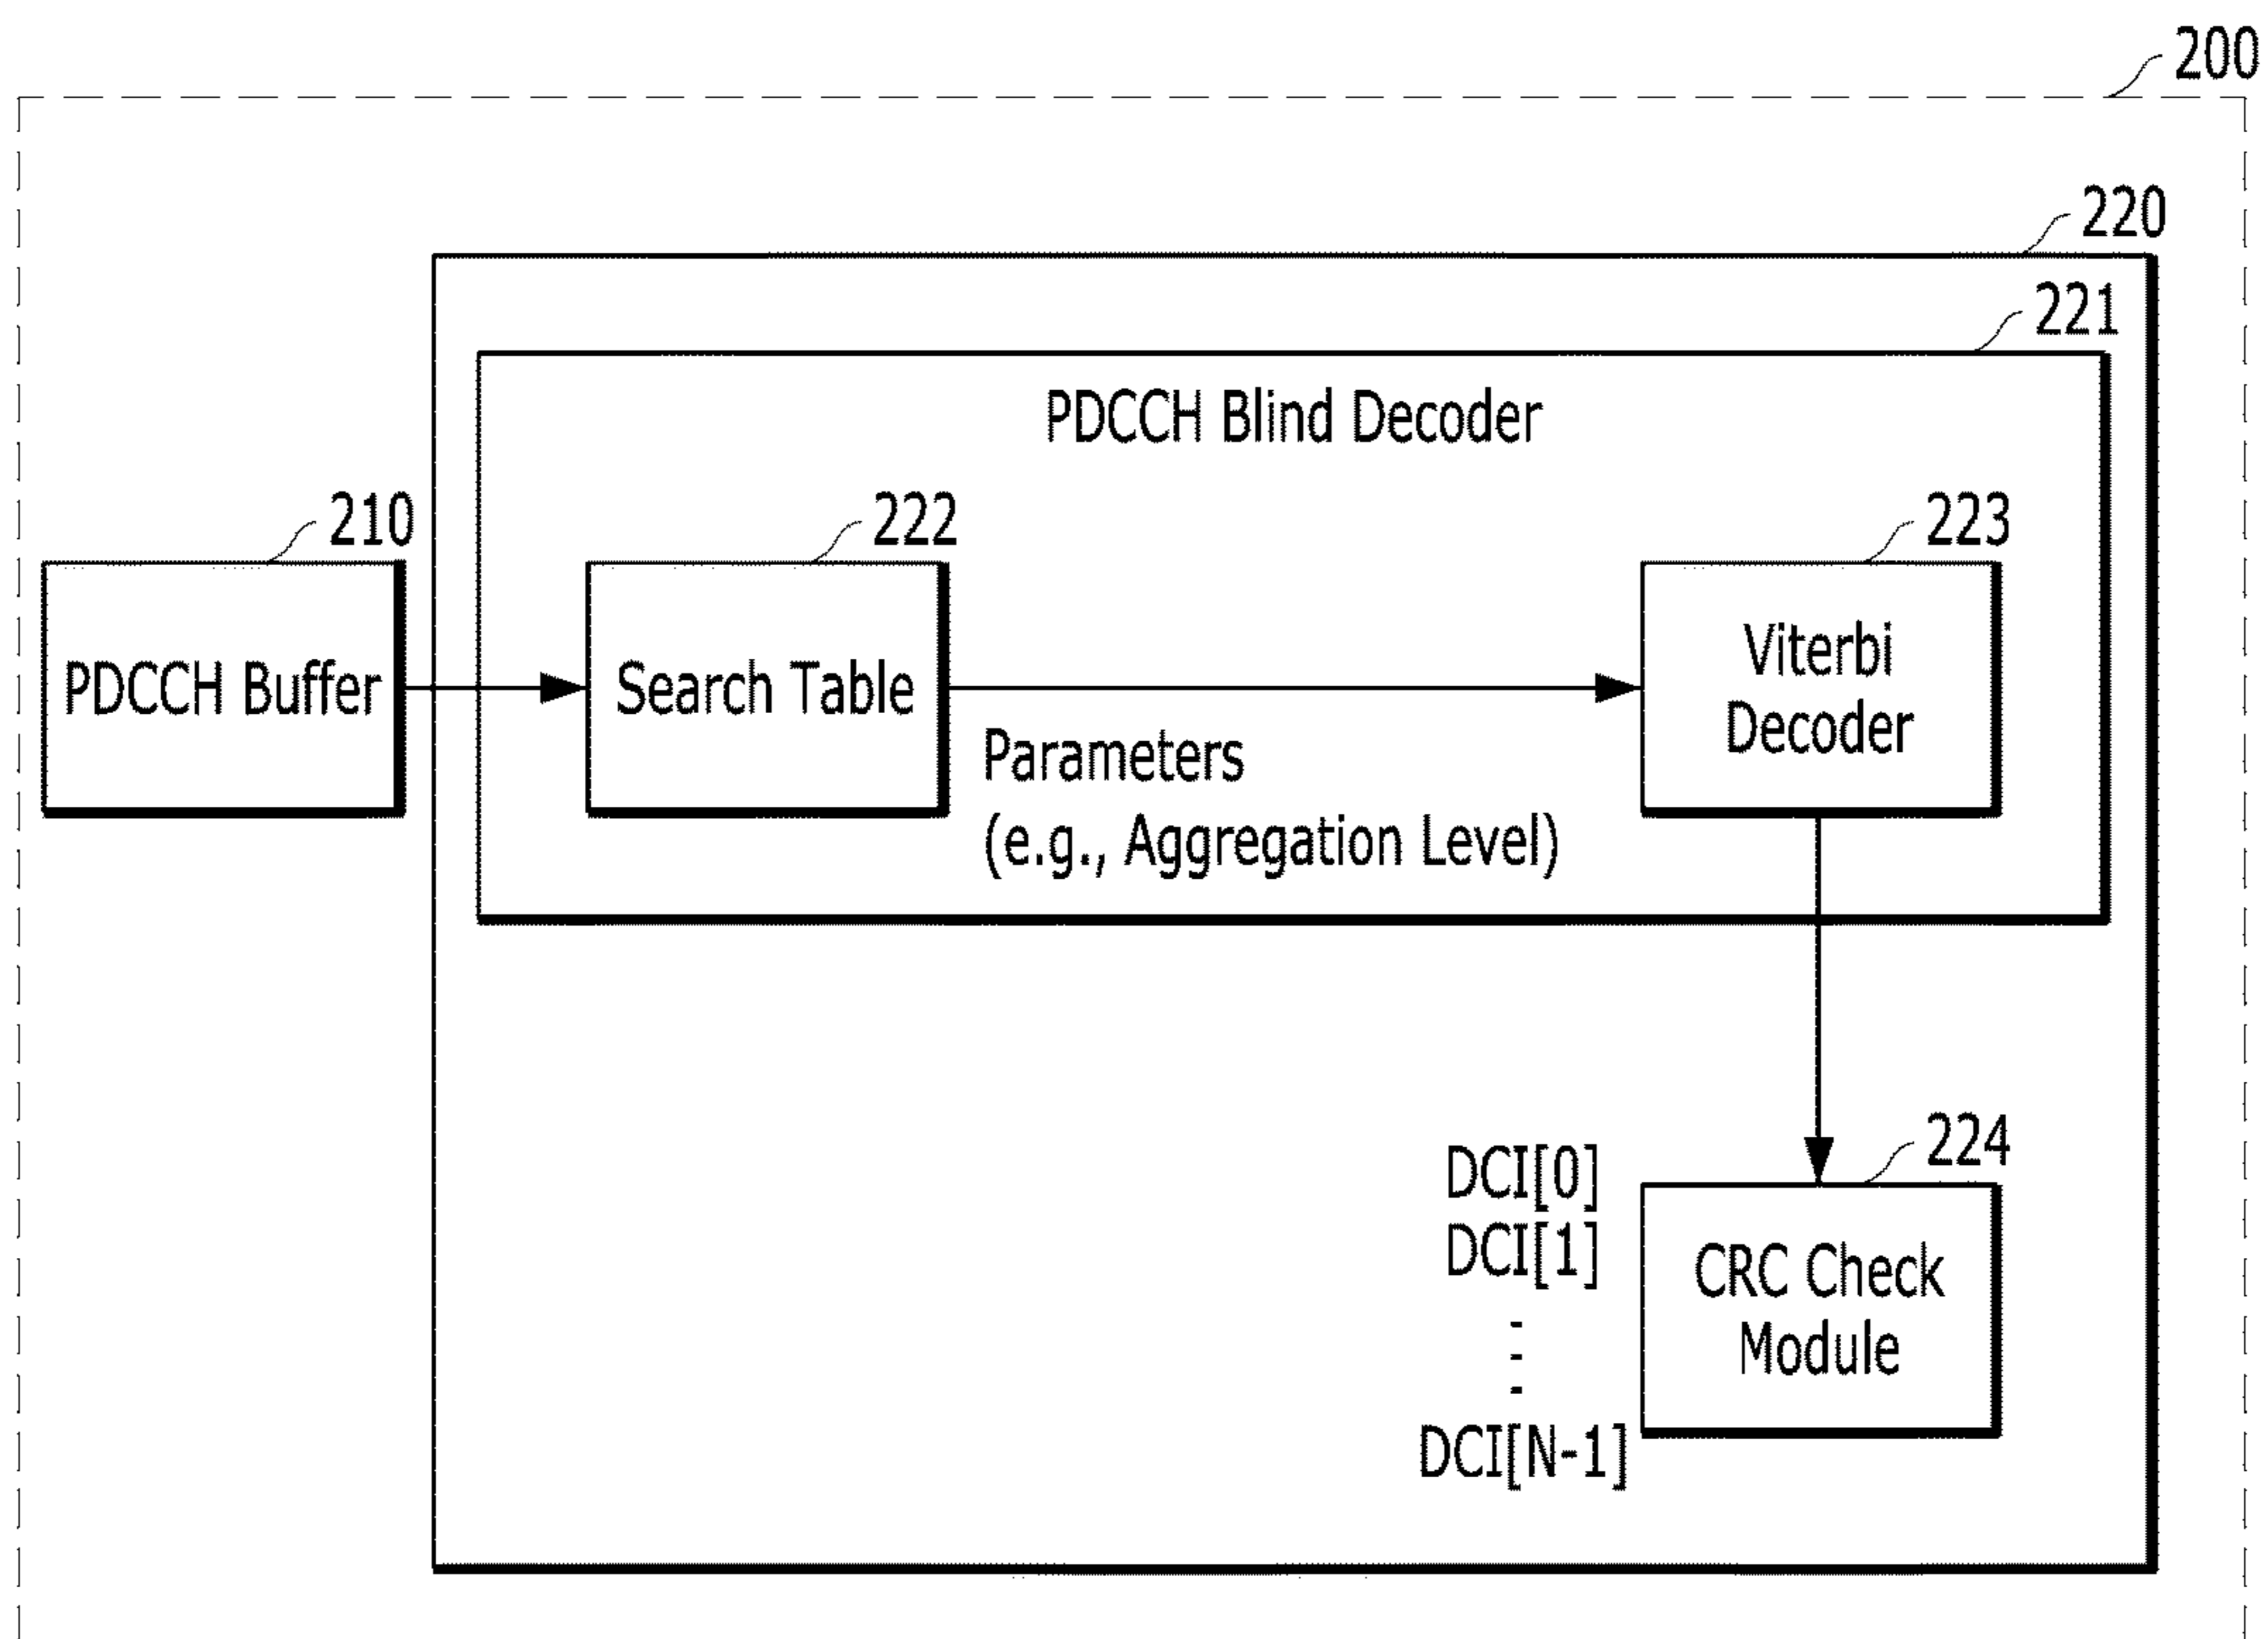 200
220
221
PDCCH Blind Decoder
210
222
223
PDCCH Buffer
Search Table
Viterbi
Decoder
Parameters
(e.g., Aggregation Level)
224
DCI[0]
DCI[1]
DCI[N-1]
CRC Check
Module